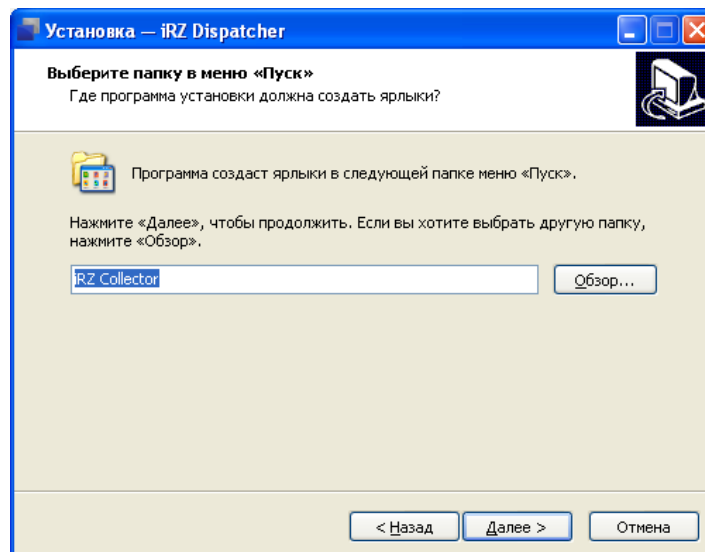 Установка — iRZ Dispatcher
Выберите папку в меню «Пуск»
Где программа установки должна создать ярлыки?
Программа создаст ярлыки в следующей папке меню «Пуск».
Нажмите «Далее», чтобы продолжить. Если вы хотите выбрать другую папку,
нажмите «Обзор».
iRZ Collector
Обзор...
< Назад
Далее >
Отмена